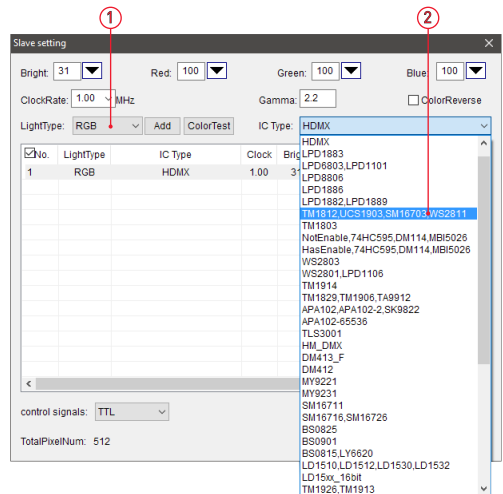 1 2
Slave setting
Bright: 31 Red: 100 Green: 100 Blue: 100
ClockRate: 1.00 MHz Gamma: 2.2 ColorReverse
LightType: RGB Add ColorTest IC Type: HDMX
No. LightType IC Type Clock
1 RGB HDMX 1.00
HDMX
LPD1883
LPD6803,LPD1101
LPD8806
LPD1886
LPD1882,LPD1889
TM1812,UCS1903,SM16703,WS2811
TM1803
NotEnable,74HC595,DM114,MBI5026
HasEnable,74HC595,DM114,MBI5026
WS2803
WS2801,LPD1106
TM1914
TM1829,TM1906,TA9912
APA102,APA102-2,SK9822
APA102-65536
TLS3001
HM_DMX
DM413_F
DM412
MY9221
MY9231
SM16711
SM16716,SM16726
BS0825
BS0901
BS0815,LY6620
LD1510,LD1512,LD1530,LD1532
LD15xx_16bit
TM1926,TM1913
control signals: TTL
TotalPixelNum: 512